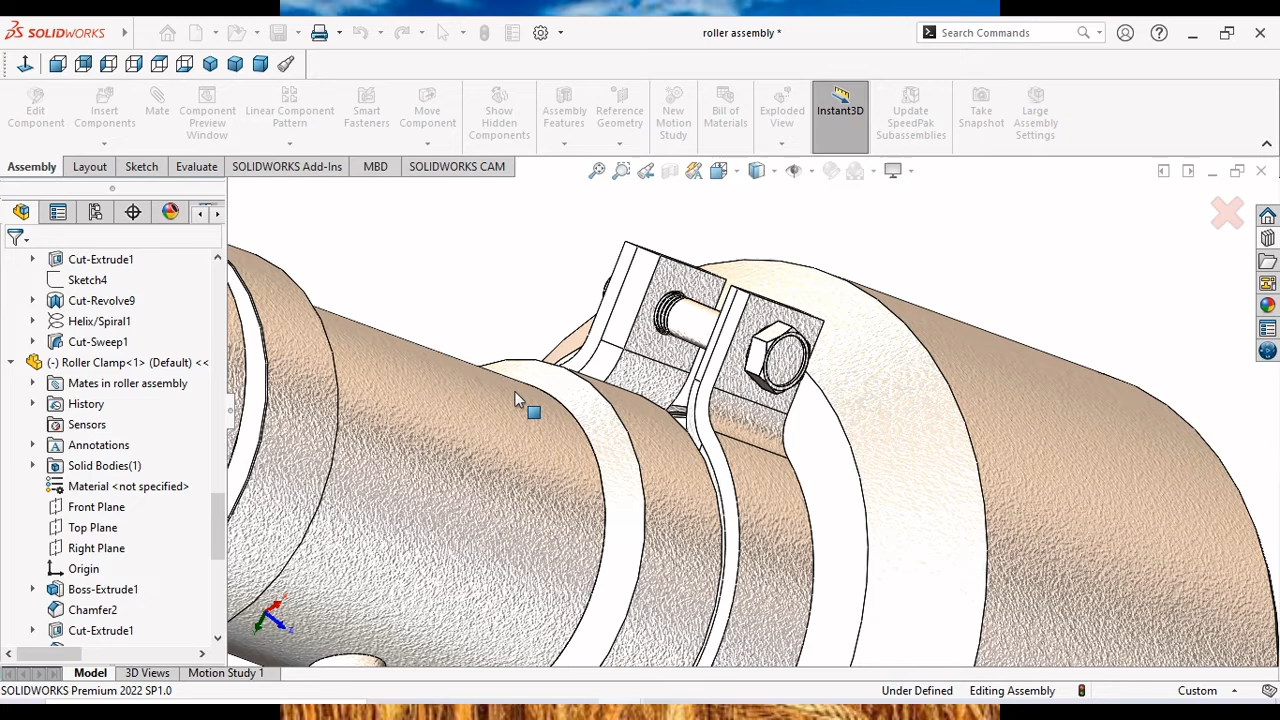 SOLIDWORKS
roller assembly *
Search Commands
Edit Component
Insert Components
Mate
Component Preview Window
Linear Component Pattern
Smart Fasteners
Move Component
Show Hidden Components
Assembly Features
Reference Geometry
New Motion Study
Bill of Materials
Exploded View
Instant3D
Update SpeedPak Subassemblies
Take Snapshot
Large Assembly Settings
Assembly
Layout
Sketch
Evaluate
SOLIDWORKS Add-Ins
MBD
SOLIDWORKS CAM
Cut-Extrude1
Sketch4
Cut-Revolve9
Helix/Spiral1
Cut-Sweep1
(-) Roller Clamp<1> (Default) <<
Mates in roller assembly
History
Sensors
Annotations
Solid Bodies(1)
Material <not specified>
Front Plane
Top Plane
Right Plane
Origin
Boss-Extrude1
Chamfer2
Cut-Extrude1
Model
3D Views
Motion Study 1
SOLIDWORKS Premium 2022 SP1.0
Under Defined
Editing Assembly
Custom